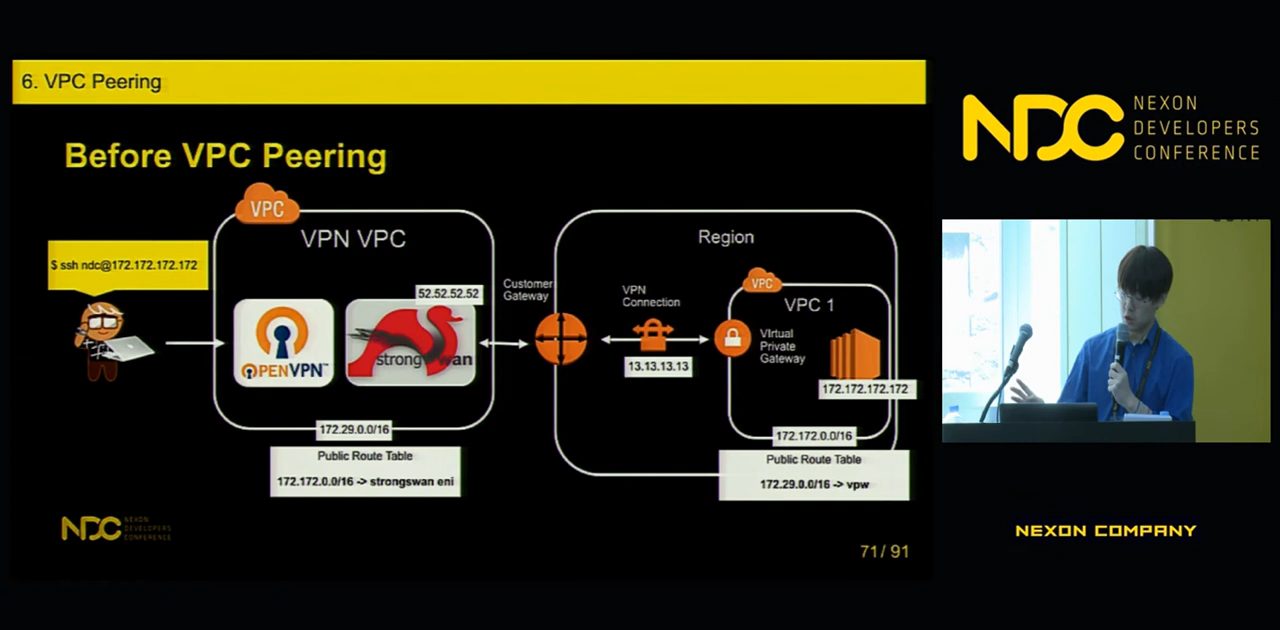 6. VPC Peering
Before VPC Peering
VPC
VPN VPC
$ ssh ndc@172.172.172.172
52.52.52.52
OPENVPN™
strongswan
172.29.0.0/16
Public Route Table
172.172.0.0/16 -> strongswan eni
Customer
Gateway
Region
VPN
Connection
13.13.13.13
VPC
VPC 1
VIrtual
Private
Gateway
172.172.172.172
172.172.0.0/16
Public Route Table
172.29.0.0/16 -> vpw
NDC
NEXON
DEVELOPERS
CONFERENCE
71/ 91
NDC
NEXON
DEVELOPERS
CONFERENCE
NEXON COMPANY